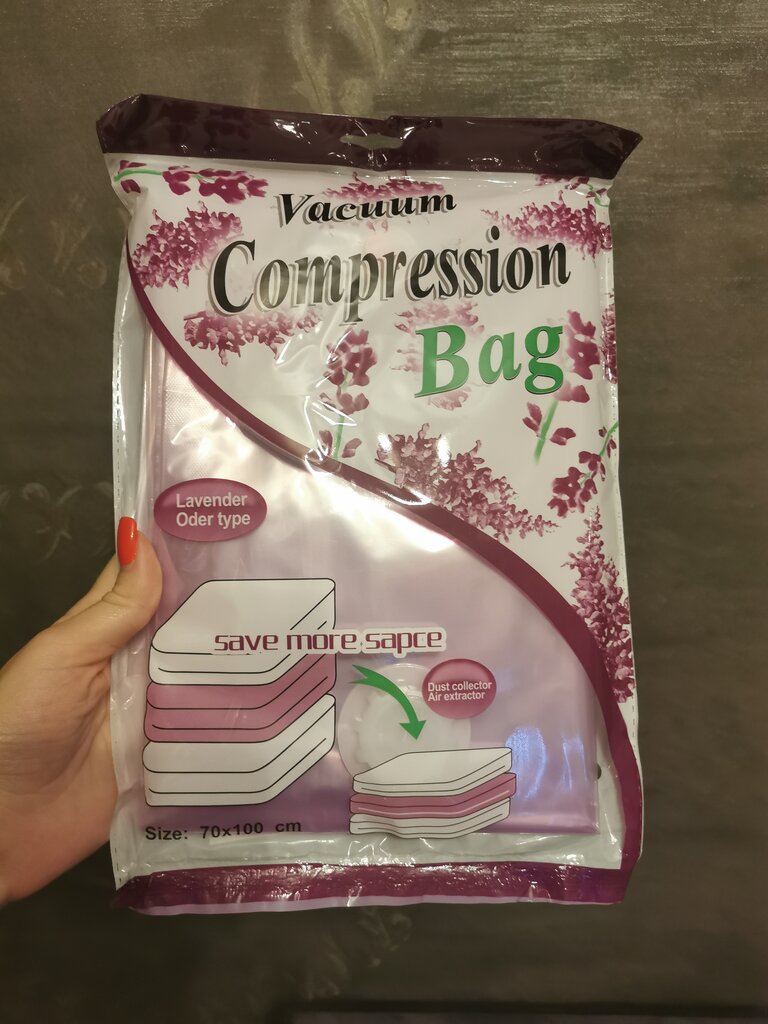 Vacuum
Compression
Bag
Lavender
Oder type
save more sapce
Dust collector
Air extractor
Size: 70x100 cm